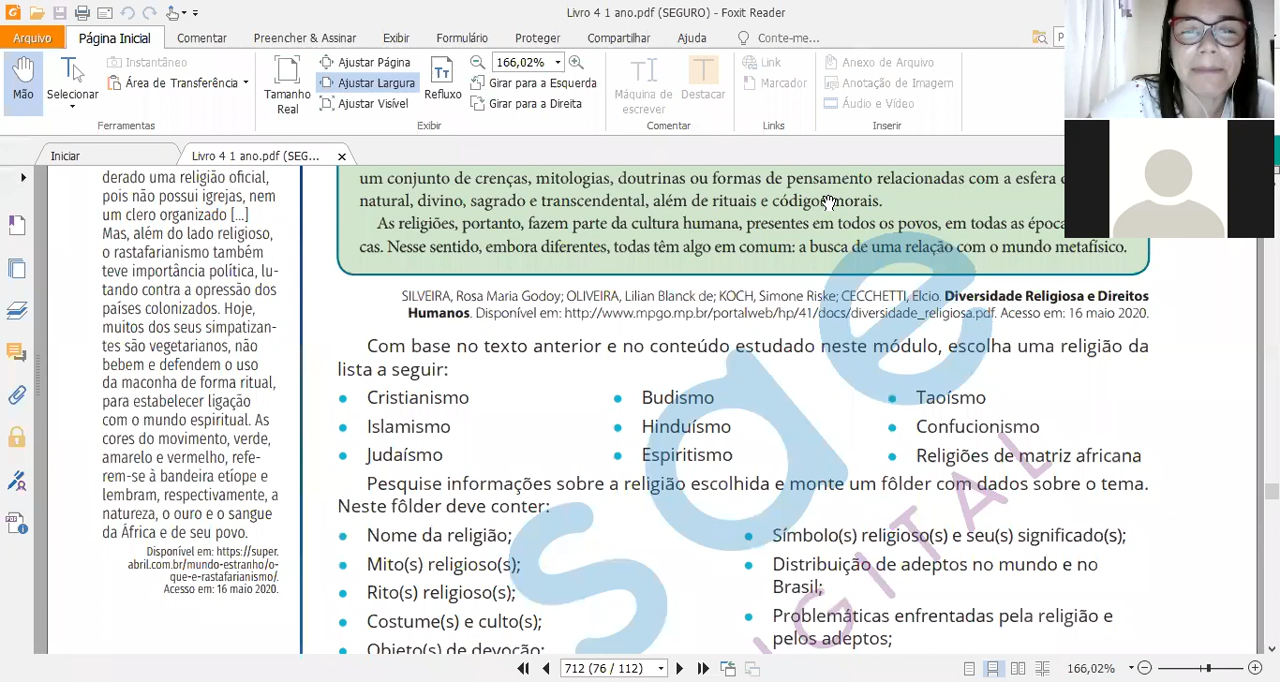 Livro 4 1 ano.pdf (SEGURO) - Foxit Reader
Arquivo
Página Inicial
Comentar
Preencher & Assinar
Exibir
Formulário
Proteger
Compartilhar
Ajuda
Conte-me...
Mão
Selecionar
Instantâneo
Área de Transferência
Ferramentas
Tamanho
Real
Ajustar Página
Ajustar Largura
Ajustar Visível
Refluxo
166,02%
Girar para a Esquerda
Girar para a Direita
Exibir
Máquina de
escrever
Destacar
Comentar
Link
Marcador
Links
Anexo de Arquivo
Anotação de Imagem
Áudio e Vídeo
Inserir
Iniciar
Livro 4 1 ano.pdf (SEG...
derado uma religião oficial,
pois não possui igrejas, nem
um clero organizado [...]
Mas, além do lado religioso,
o rastafarianismo também
teve importância política, lu-
tando contra a opressão dos
países colonizados. Hoje,
muitos dos seus simpatizan-
tes são vegetarianos, não
bebem e defendem o uso
da maconha de forma ritual,
para estabelecer ligação
com o mundo espiritual. As
cores do movimento, verde,
amarelo e vermelho, refe-
rem-se à bandeira etíope e
lembram, respectivamente, a
natureza, o ouro e o sangue
da África e de seu povo.
Disponível em: https://super.
abril.com.br/mundo-estranho/o-
que-e-rastafarianismo/.
Acesso em: 16 maio 2020.
um conjunto de crenças, mitologias, doutrinas ou formas de pensamento relacionadas com a esfera
natural, divino, sagrado e transcendental, além de rituais e códigos morais.
As religiões, portanto, fazem parte da cultura humana, presentes em todos os povos, em todas as época
cas. Nesse sentido, embora diferentes, todas têm algo em comum: a busca de uma relação com o mundo metafísico.
SILVEIRA, Rosa Maria Godoy; OLIVEIRA, Lilian Blanck de; KOCH, Simone Riske; CECCHETTI, Elcio. Diversidade Religiosa e Direitos
Humanos. Disponível em: http://www.mpgo.mp.br/portalweb/hp/41/docs/diversidade_religiosa.pdf. Acesso em: 16 maio 2020.
Com base no texto anterior e no conteúdo estudado neste módulo, escolha uma religião da
lista a seguir:
Cristianismo
Islamismo
Judaísmo
Budismo
Hinduísmo
Espiritismo
Taoísmo
Confucionismo
Religiões de matriz africana
Pesquise informações sobre a religião escolhida e monte um fôlder com dados sobre o tema.
Neste fôlder deve conter:
Nome da religião;
Mito(s) religioso(s);
Rito(s) religioso(s);
Costume(s) e culto(s);
Objeto(s) de devoção;
Símbolo(s) religioso(s) e seu(s) significado(s);
Distribuição de adeptos no mundo e no
Brasil;
Problemáticas enfrentadas pela religião e
pelos adeptos;
sae
DIGITAL
712 (76 / 112)
166,02%